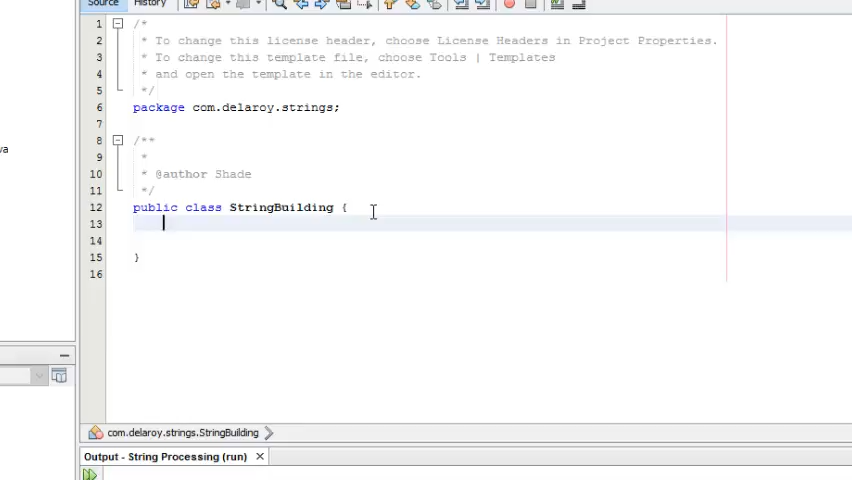 Source History
1 /*
2 * To change this license header, choose License Headers in Project Properties.
3 * To change this template file, choose Tools | Templates
4 * and open the template in the editor.
5 */
6 package com.delaroy.strings;
7
8 /**
9 *
10 * @author Shade
11 */
12 public class StringBuilding {
13
14
15 }
16
va
com.delaroy.strings.StringBuilding
Output - String Processing (run) ×